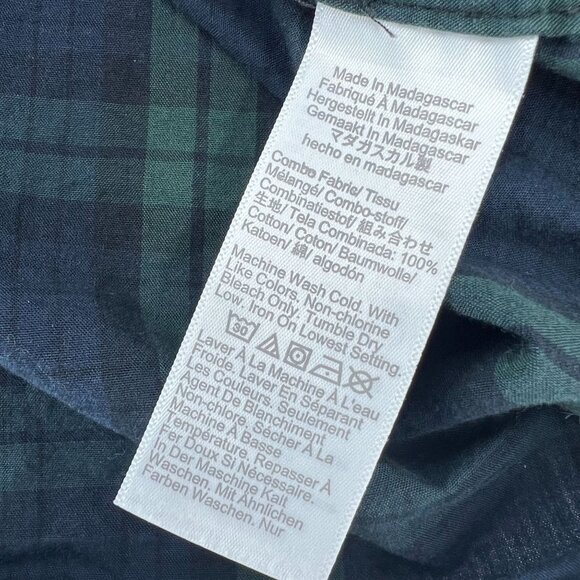 Made In Madagascar
Fabriqué À Madagascar
Hergestellt In Madagaskar
Gemaakt In Madagascar
マダガスカル製
hecho en madagascar
Combo Fabric/ Tissu
Mélangé/ Combo-stoff/
Combinatiestof/ 組み合わせ
生地/ Tela Combinada: 100%
Cotton/ Coton/ Baumwolle/
Katoen/ 綿/ algodón
Machine Wash Cold. With
Like Colors. Non-chlorine
Bleach Only. Tumble Dry
Low, Iron On Lowest Setting.
30
Laver À La Machine À L'eau
Froide. Laver En Séparant
Les Couleurs. Seulement
Agent De Blanchiment
Non-chlore. Sécher À La
Machine À Basse
Température. Repasser À
Fer Doux Si Nécessaire.
In Der Maschine Kalt
Waschen. Mit Ähnlichen
Farben Waschen. Nur